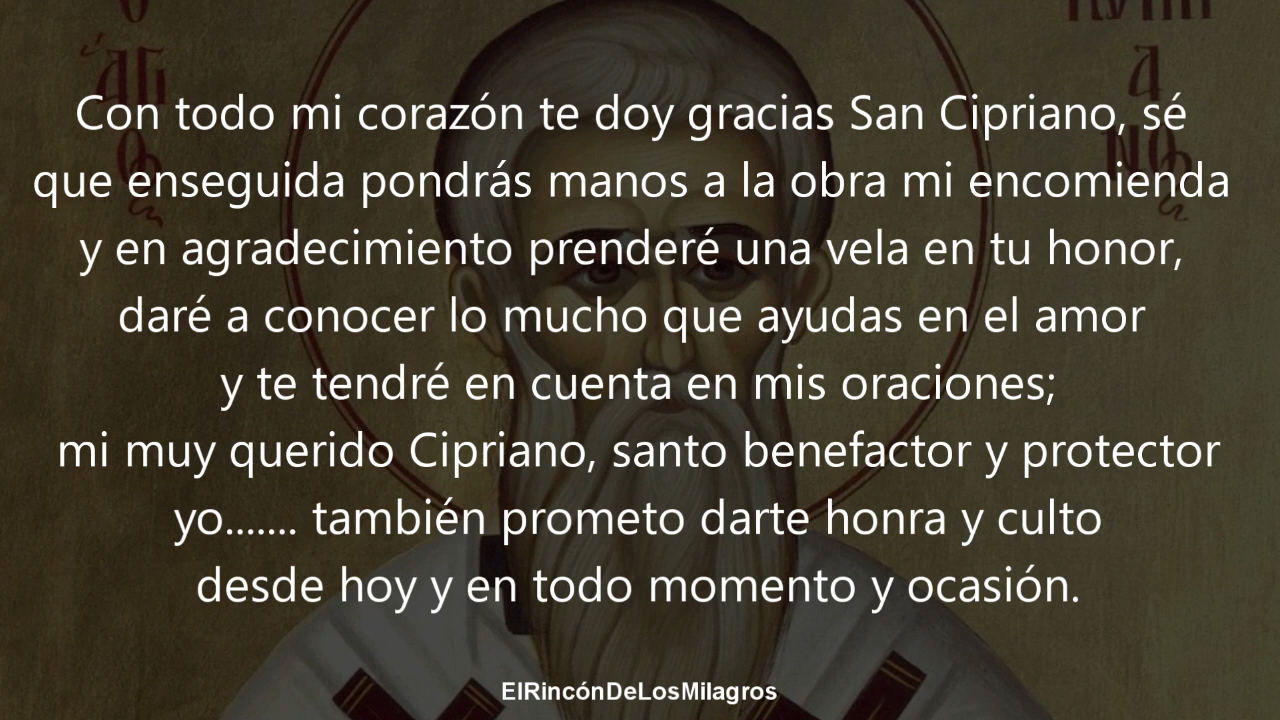 Con todo mi corazón te doy gracias San Cipriano, sé
que enseguida pondrás manos a la obra mi encomienda
y en agradecimiento prenderé una vela en tu honor,
daré a conocer lo mucho que ayudas en el amor
y te tendré en cuenta en mis oraciones;
mi muy querido Cipriano, santo benefactor y protector
yo....... también prometo darte honra y culto
desde hoy y en todo momento y ocasión.
ElRincónDeLosMilagros